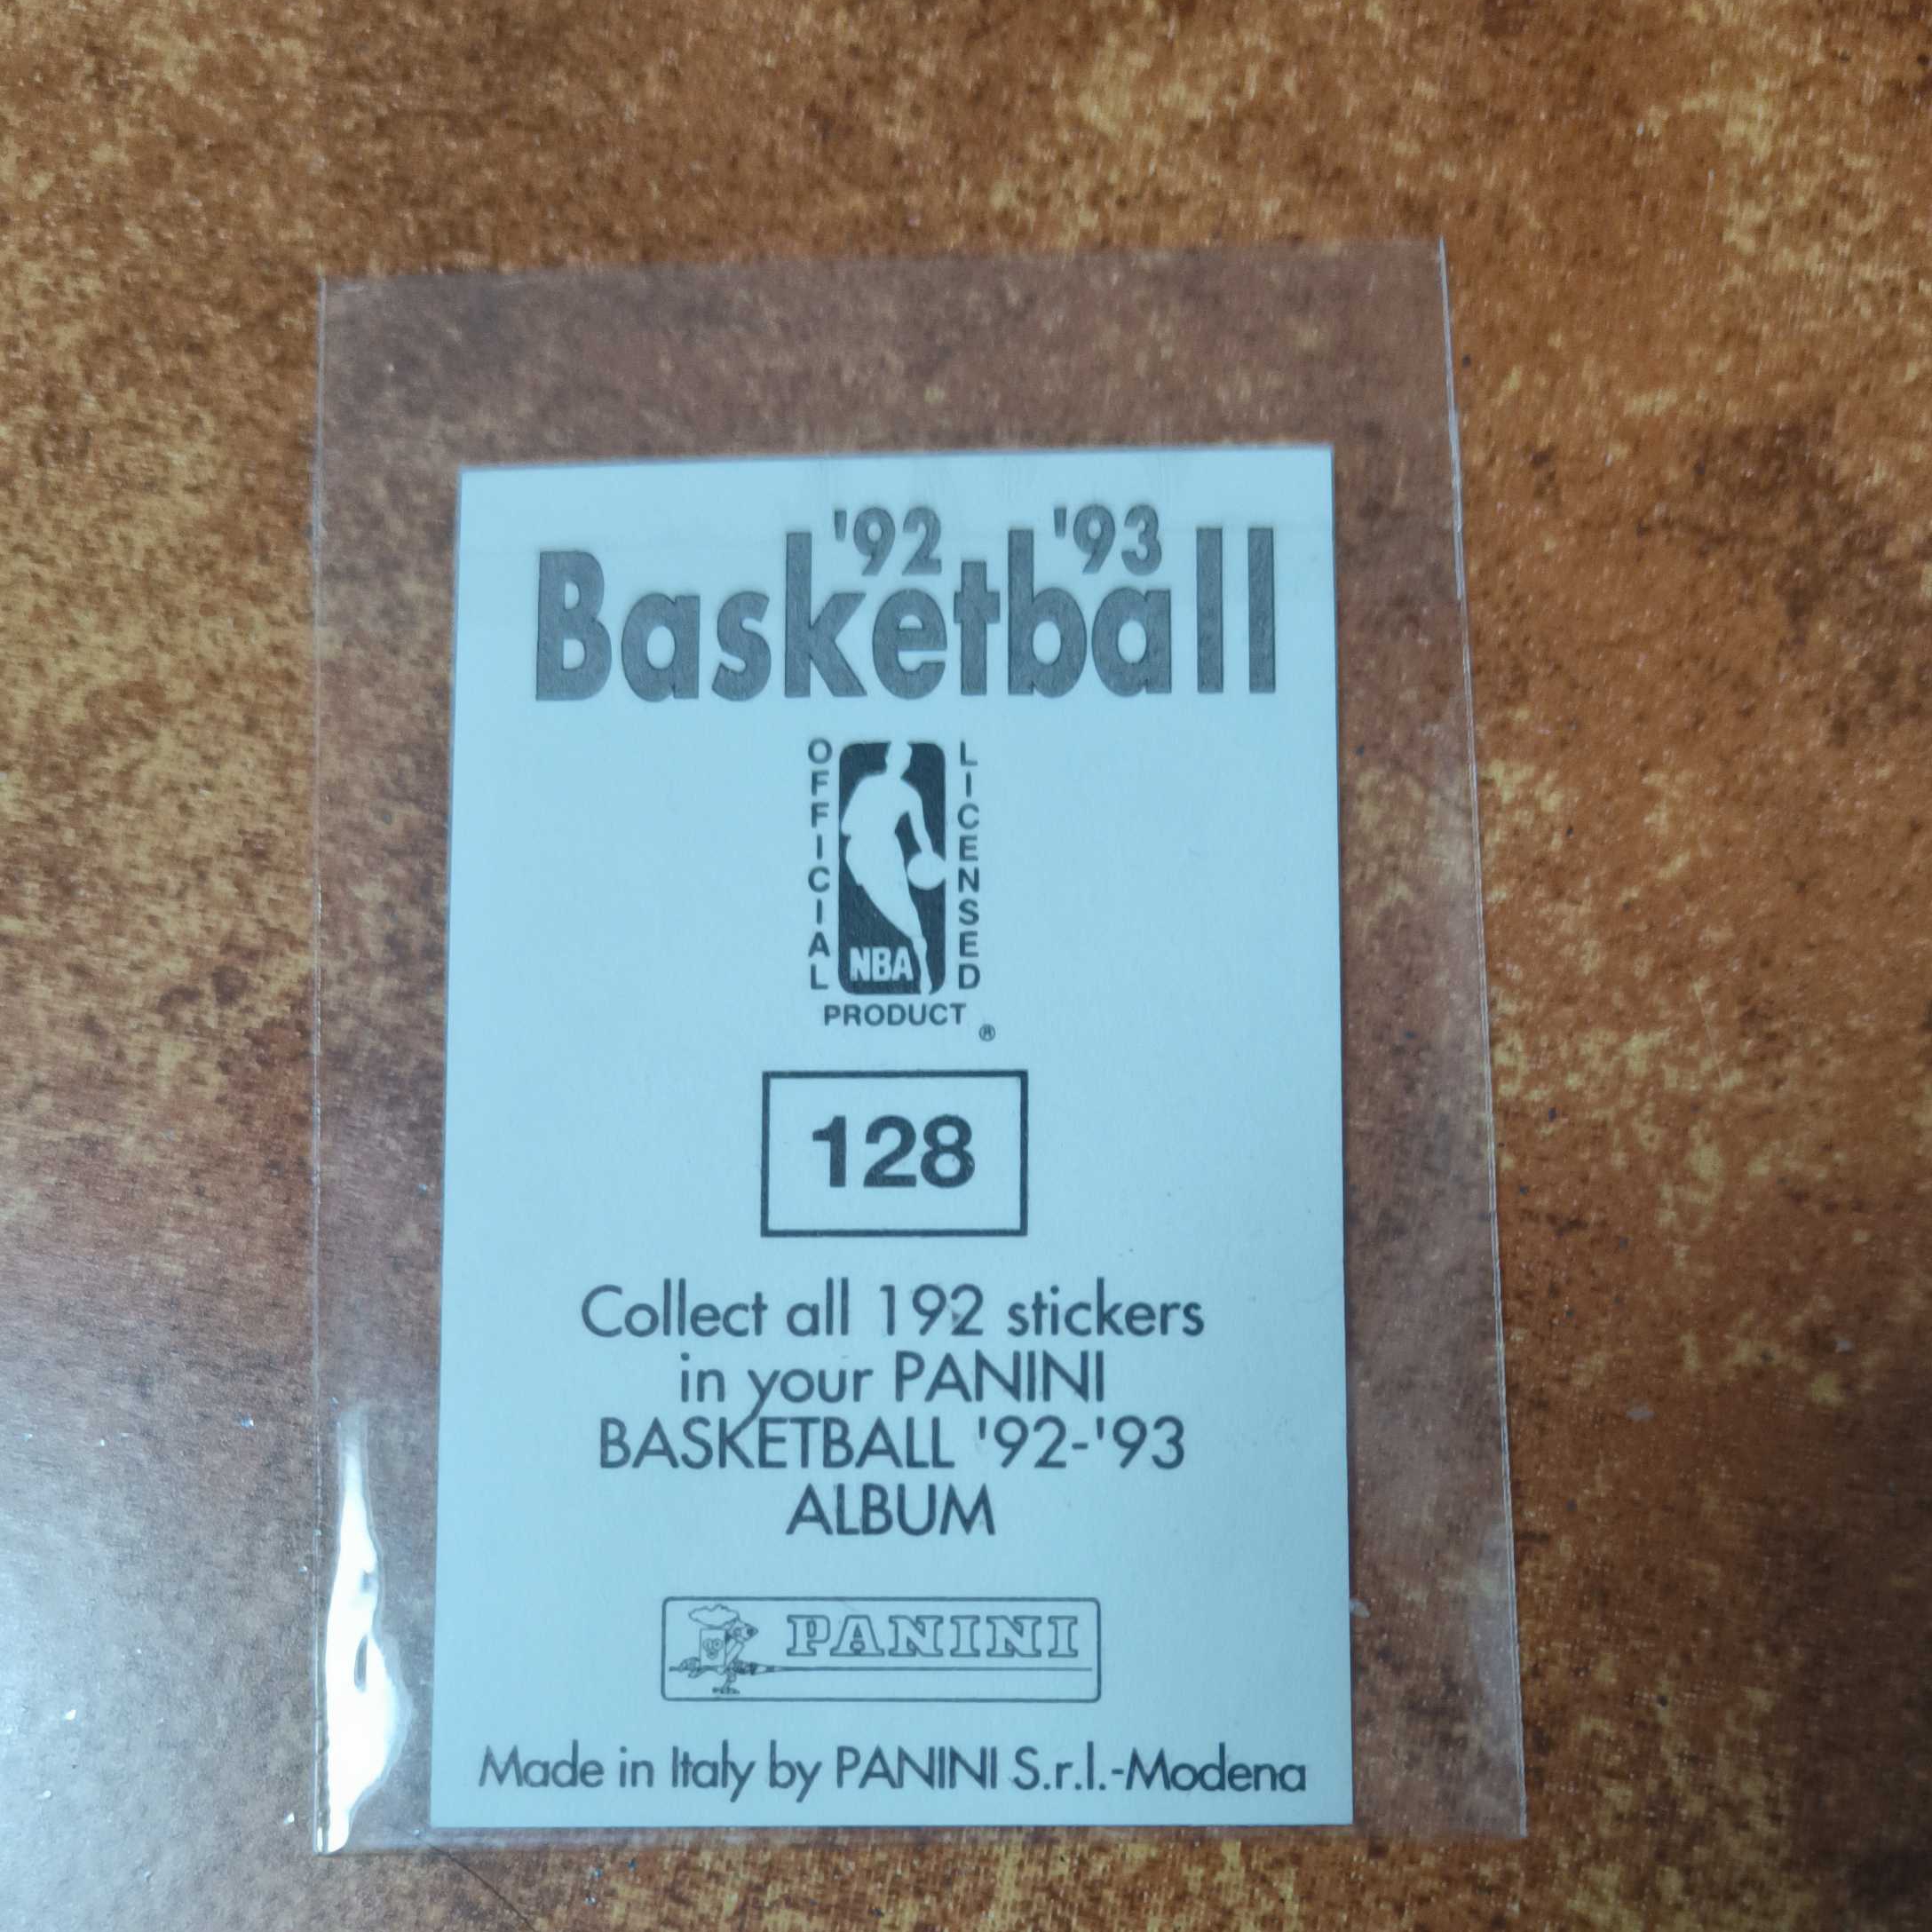 '92 '93
Basketball
OFFICIAL
LICENSED
NBA
PRODUCT ®
128
Collect all 192 stickers
in your PANINI
BASKETBALL '92-'93
ALBUM
PANINI
Made in Italy by PANINI S.r.l.-Modena